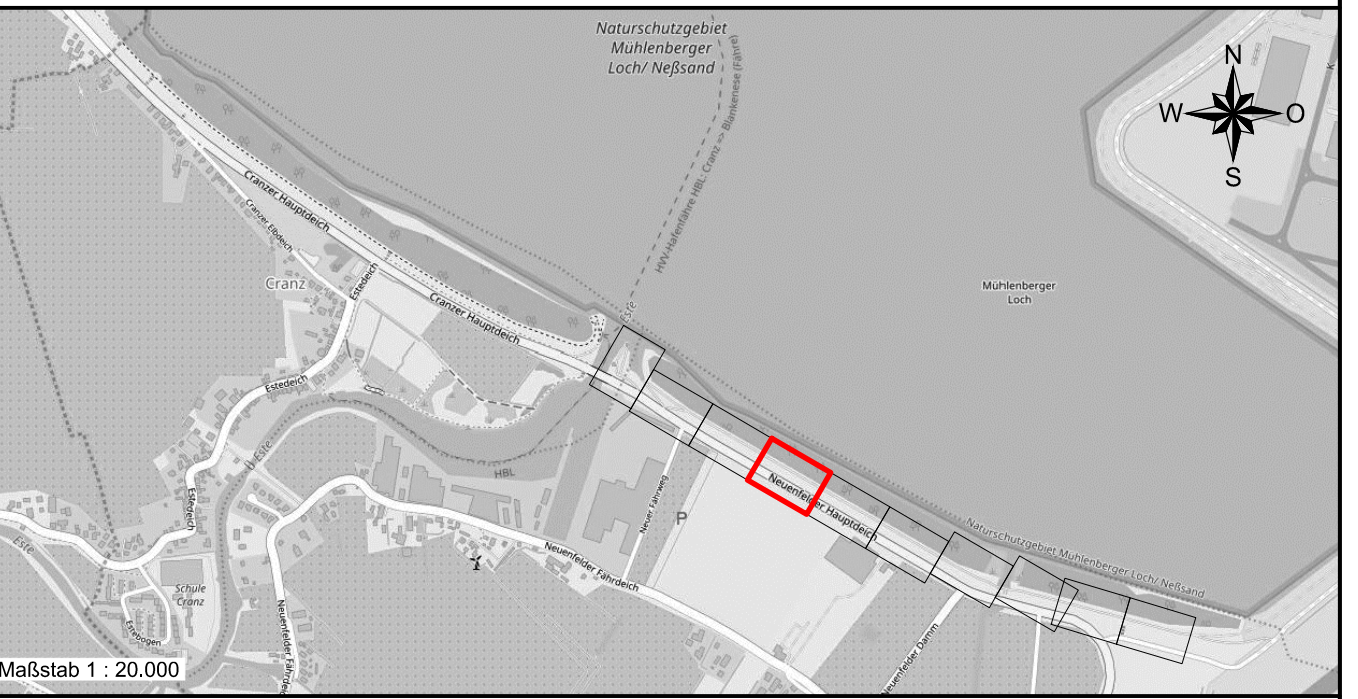 Naturschutzgebiet
Mühlenberger
Loch/ Neßsand
HVV-Hafenfähre HBL: Cranz => Blankenese (Fähre)
N
W
O
S
K
Cranzer Hauptdeich
Cranzer Elbdeich
Cranz
Estedeich
Cranzer Hauptdeich
Este
Mühlenberger
Loch
Estedeich
Este
HBL
Estedeich
Neuer Fährweg
P
Neuenfelder Hauptdeich
Naturschutzgebiet Mühlenberger Loch/ Neßsand
Neuenfelder Fährdeich
Este
Schule
Cranz
Estebogen
Neuenfelder Fährdeich
Neuenfelder Damm
Maßstab 1 : 20.000